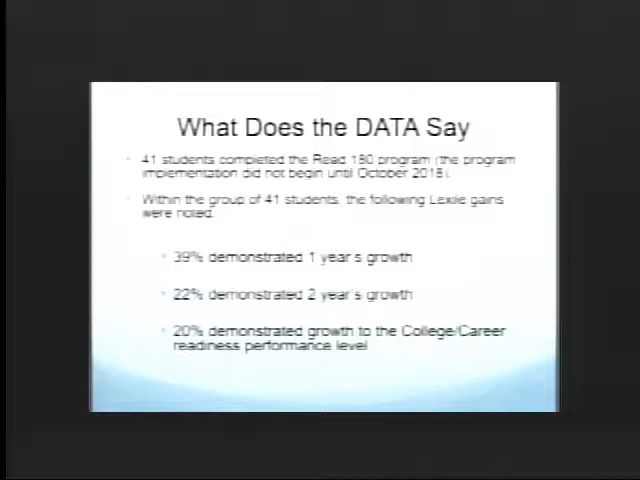 What Does the DATA Say
41 students completed the Read 180 program (the program
implementation did not begin until October 2018).
Within the group of 41 students, the following Lexile gains
were noted:
39% demonstrated 1 year's growth
22% demonstrated 2 year's growth
20% demonstrated growth to the College/Career
readiness performance level